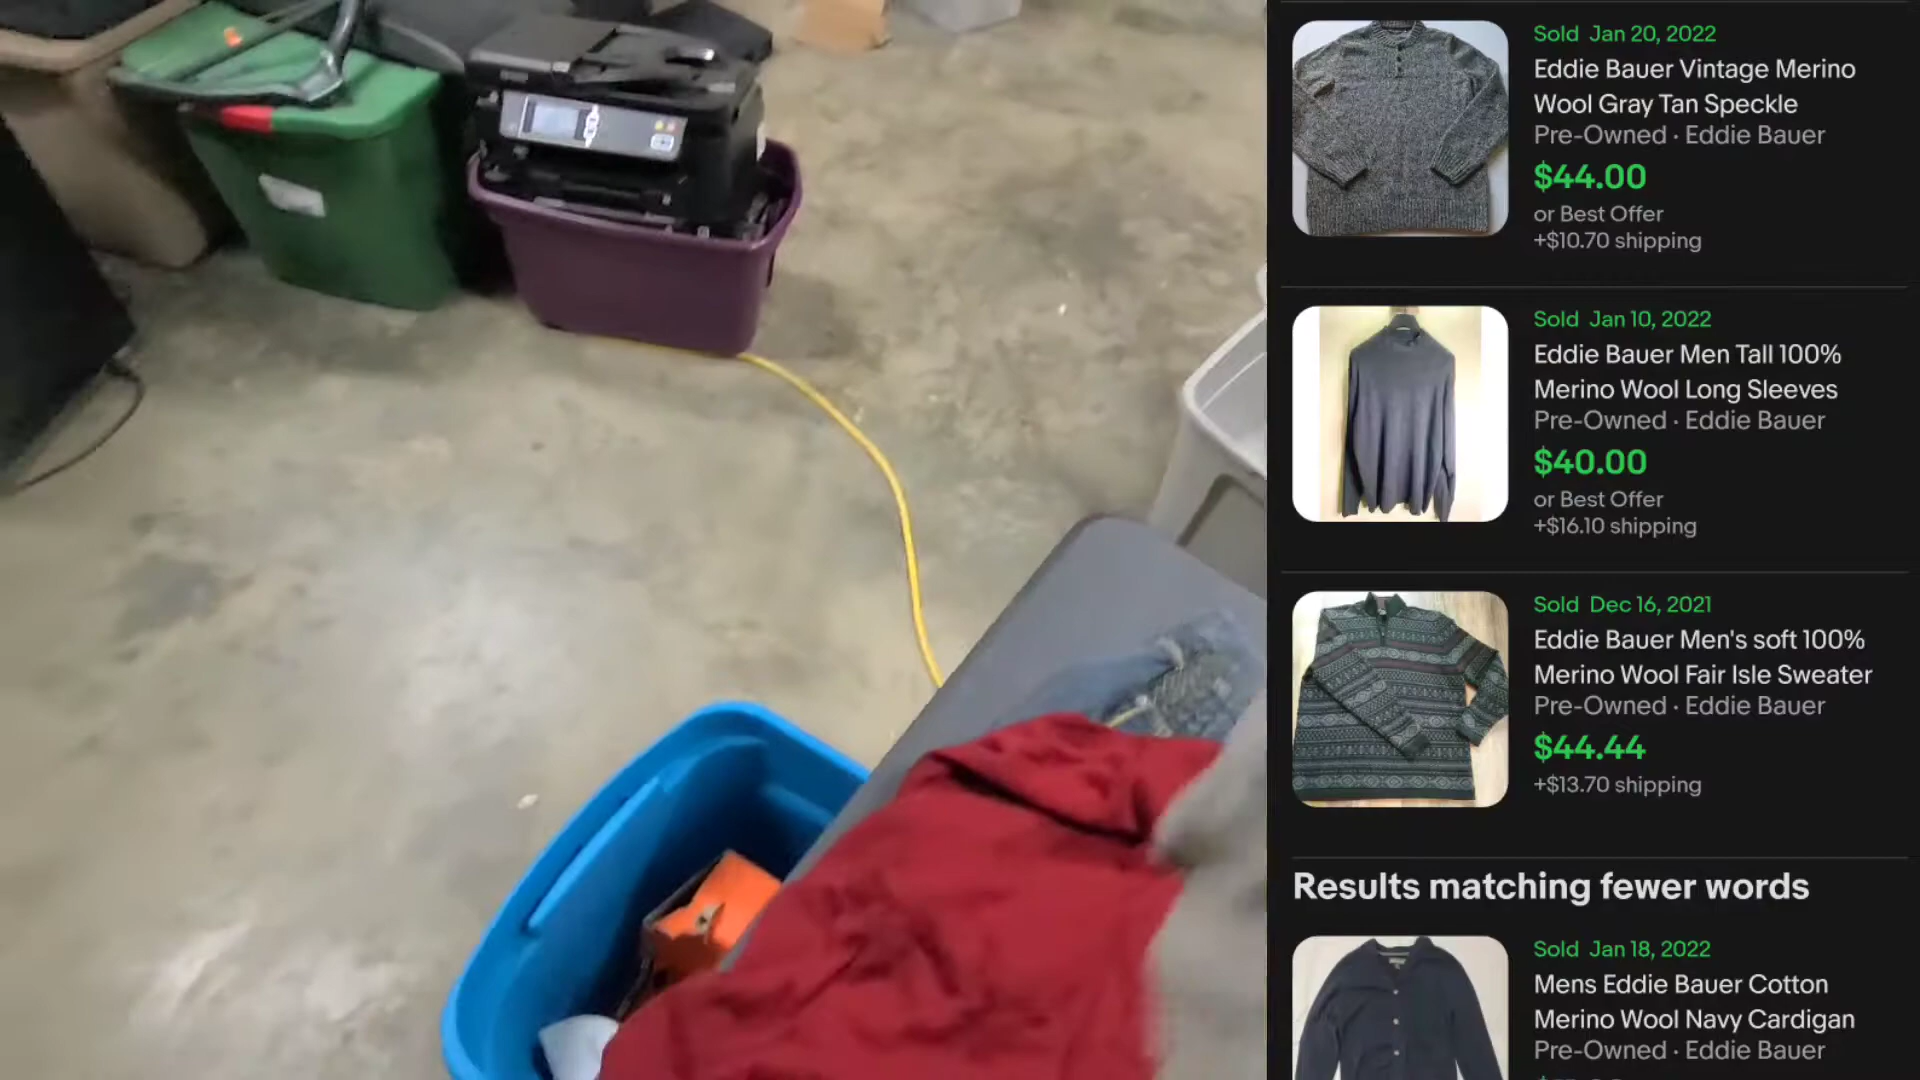 Sold Jan 20, 2022
Eddie Bauer Vintage Merino
Wool Gray Tan Speckle
Pre-Owned · Eddie Bauer
$44.00
or Best Offer
+$10.70 shipping
Sold Jan 10, 2022
Eddie Bauer Men Tall 100%
Merino Wool Long Sleeves
Pre-Owned · Eddie Bauer
$40.00
or Best Offer
+$16.10 shipping
Sold Dec 16, 2021
Eddie Bauer Men's soft 100%
Merino Wool Fair Isle Sweater
Pre-Owned · Eddie Bauer
$44.44
+$13.70 shipping
Results matching fewer words
Sold Jan 18, 2022
Mens Eddie Bauer Cotton
Merino Wool Navy Cardigan
Pre-Owned · Eddie Bauer